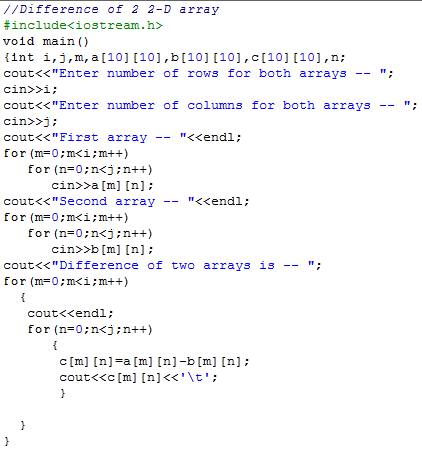 //Difference of 2 2-D array
#include<iostream.h>
void main()
{int i,j,m,a[10][10],b[10][10],c[10][10],n;
cout<<"Enter number of rows for both arrays -- ";
cin>>i;
cout<<"Enter number of columns for both arrays -- ";
cin>>j;
cout<<"First array -- "<<endl;
for(m=0;m<i;m++)
   for(n=0;n<j;n++)
      cin>>a[m][n];
cout<<"Second array -- "<<endl;
for(m=0;m<i;m++)
   for(n=0;n<j;n++)
      cin>>b[m][n];
cout<<"Difference of two arrays is -- ";
for(m=0;m<i;m++)
  {
   cout<<endl;
   for(n=0;n<j;n++)
      {
       c[m][n]=a[m][n]-b[m][n];
       cout<<c[m][n]<<'\t';
       }
  }
}